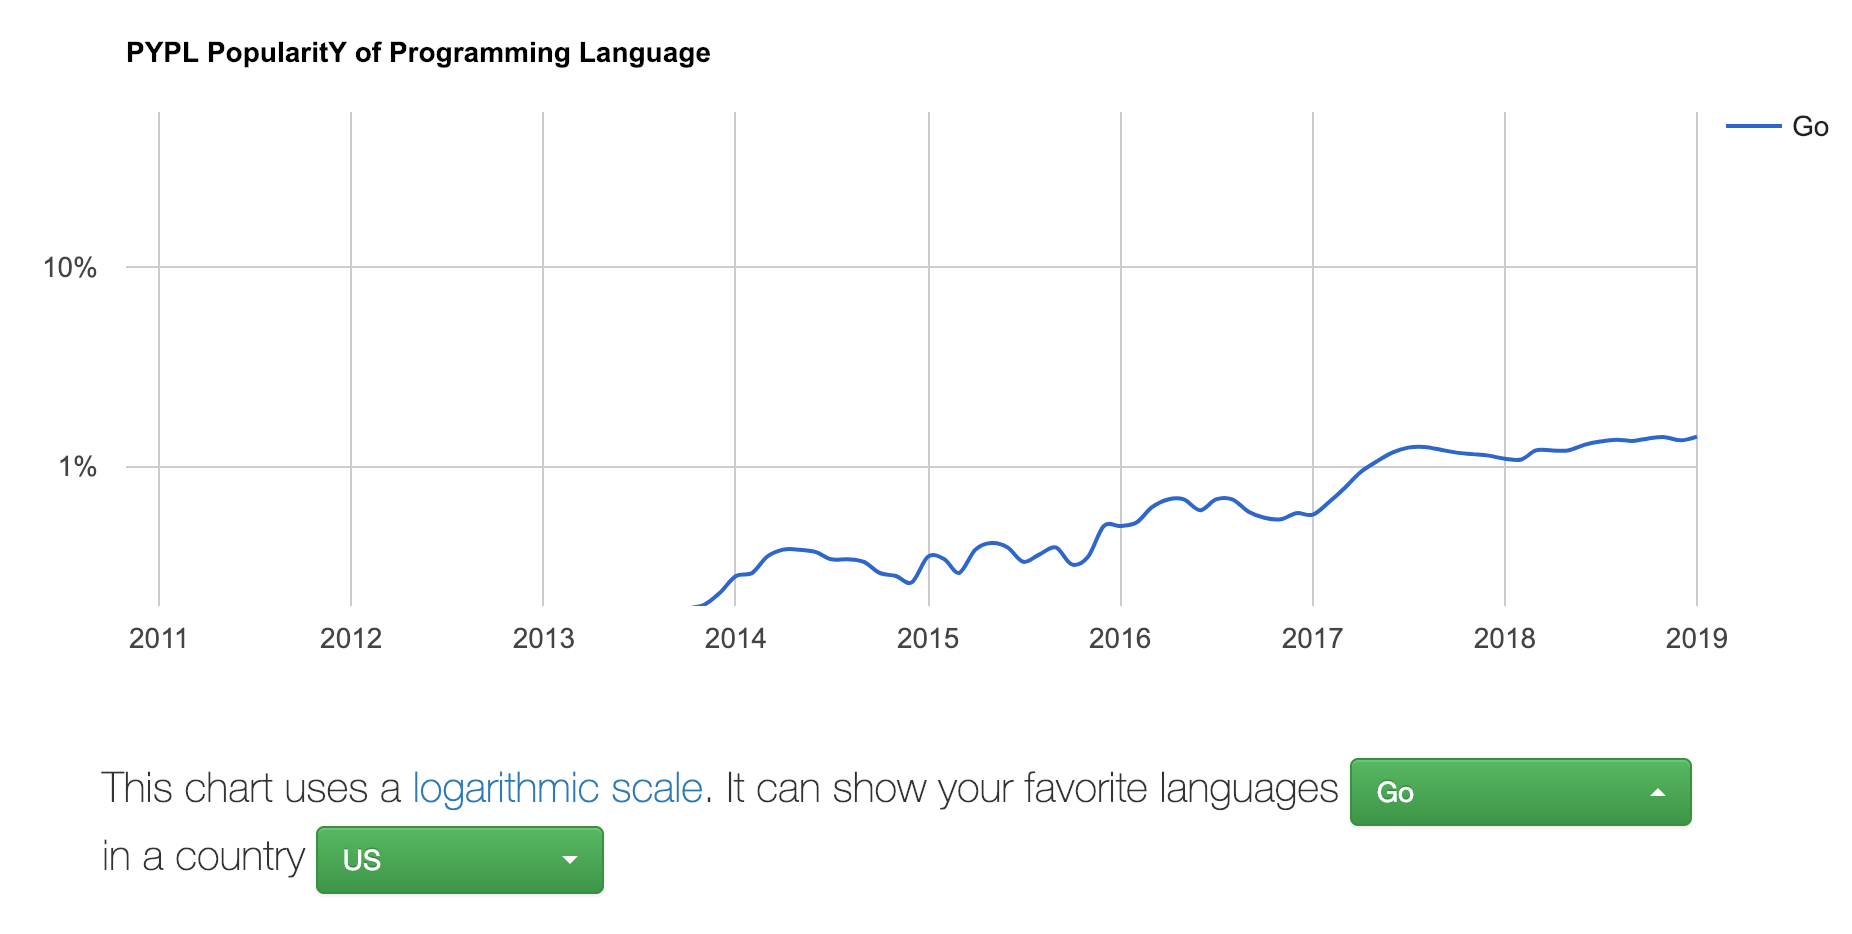 PYPL PopularitY of Programming Language
Go
10%
1%
2011 2012 2013 2014 2015 2016 2017 2018 2019
This chart uses a logarithmic scale. It can show your favorite languages Go
in a country US